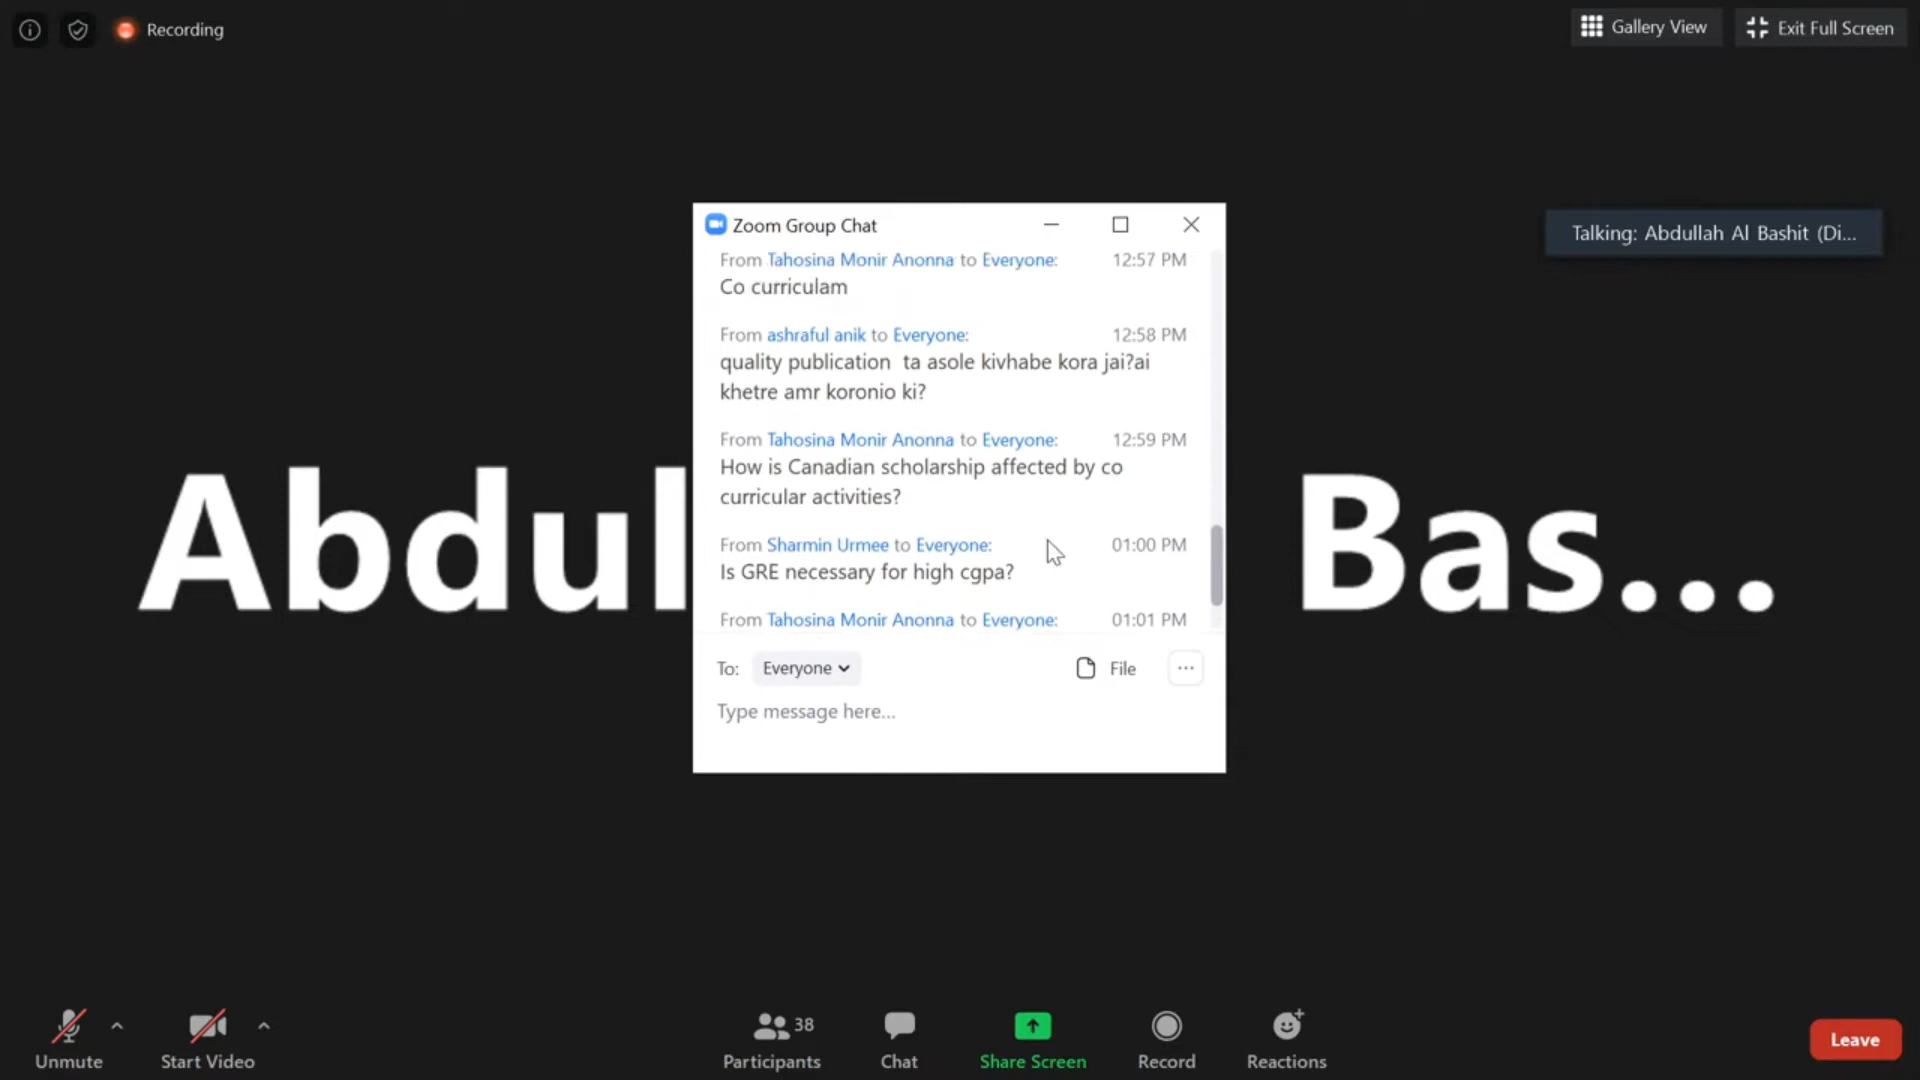 Recording
Gallery View
Exit Full Screen
Talking: Abdullah Al Bashit (Di...
Abdul
Bas...
Zoom Group Chat
From Tahosina Monir Anonna to Everyone: 12:57 PM
Co curriculam
From ashraful anik to Everyone: 12:58 PM
quality publication  ta asole kivhabe kora jai?ai
khetre amr koronio ki?
From Tahosina Monir Anonna to Everyone: 12:59 PM
How is Canadian scholarship affected by co
curricular activities?
From Sharmin Urmee to Everyone: 01:00 PM
Is GRE necessary for high cgpa?
From Tahosina Monir Anonna to Everyone: 01:01 PM
To: Everyone
File
Type message here...
Unmute
Start Video
38
Participants
Chat
Share Screen
Record
Reactions
Leave